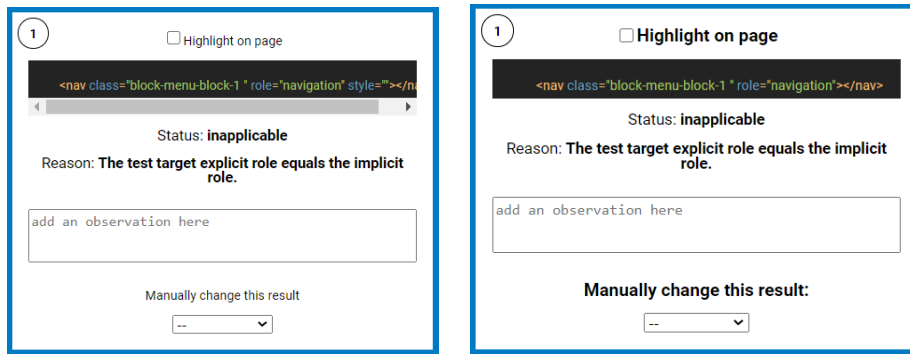 1
Highlight on page
<nav class="block-menu-block-1 " role="navigation" style=""></na
Status: inapplicable
Reason: The test target explicit role equals the implicit
role.
add an observation here
Manually change this result
--
1
Highlight on page
<nav class="block-menu-block-1 " role="navigation"></nav>
Status: inapplicable
Reason: The test target explicit role equals the implicit
role.
add an observation here
Manually change this result:
--